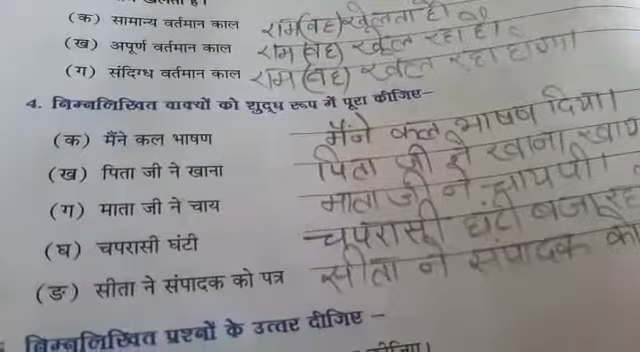 (क) सामान्य वर्तमान काल राम(वह) खेलता है।
(ख) अपूर्ण वर्तमान काल राम (वह) खेल रहा है।
(ग) संदिग्ध वर्तमान काल राम (वह) खेल रहा होगा।
4. निम्नलिखित वाक्यों को शुद्ध रूप में पूरा कीजिए–
(क) मैंने कल भाषण मैंने कल भाषण दिया।
(ख) पिता जी ने खाना पिता जी ने खाना
(ग) माता जी ने चाय माता जी ने चाय पी।
(घ) चपरासी घंटी चपरासी घंटी बजा
(ङ) सीता ने संपादक को पत्र सीता ने संपादक को
निम्नलिखित प्रश्नों के उत्तर दीजिए –